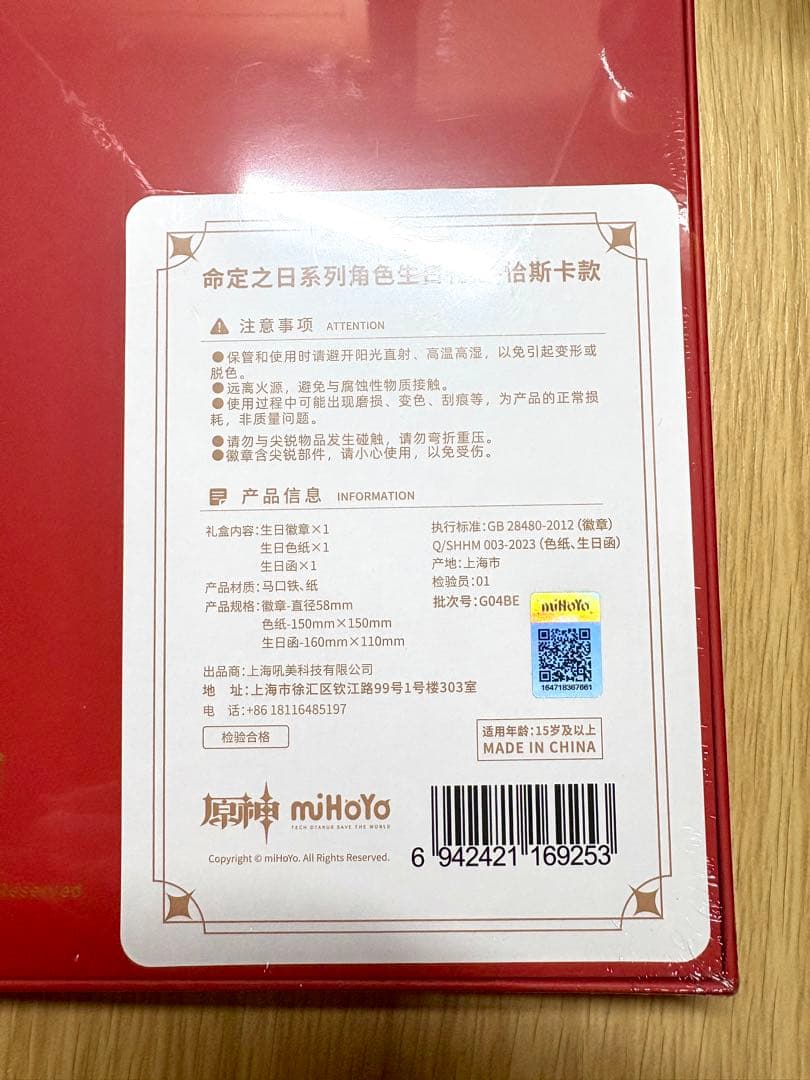 命定之日系列角色生日 恰斯卡款
注意事项 ATTENTION
●保管和使用时请避开阳光直射、高温高湿，以免引起变形或
脱色。
●远离火源，避免与腐蚀性物质接触。
●使用过程中可能出现磨损、变色、刮痕等，为产品的正常损
耗，非质量问题。
●请勿与尖锐物品发生碰触，请勿弯折重压。
●徽章含尖锐部件，请小心使用，以免受伤。
产品信息 INFORMATION
礼盒内容:生日徽章×1
生日色纸×1
生日函×1
产品材质:马口铁、纸
产品规格:徽章-直径58mm
色纸-150mm×150mm
生日函-160mm×110mm
执行标准:GB 28480-2012（徽章）
Q/SHHM 003-2023（色纸、生日函）
产地:上海市
检验员:01
批次号:G04BE
miHoYo
164718367661
出品商:上海吼美科技有限公司
地 址:上海市徐汇区钦江路99号1号楼303室
电 话:+86 18116485197
检验合格
适用年龄:15岁及以上
MADE IN CHINA
原神 miHoYo
TECH OTAKUS SAVE THE WORLD
Copyright © miHoYo. All Rights Reserved.
6 942421 169253
Reserved